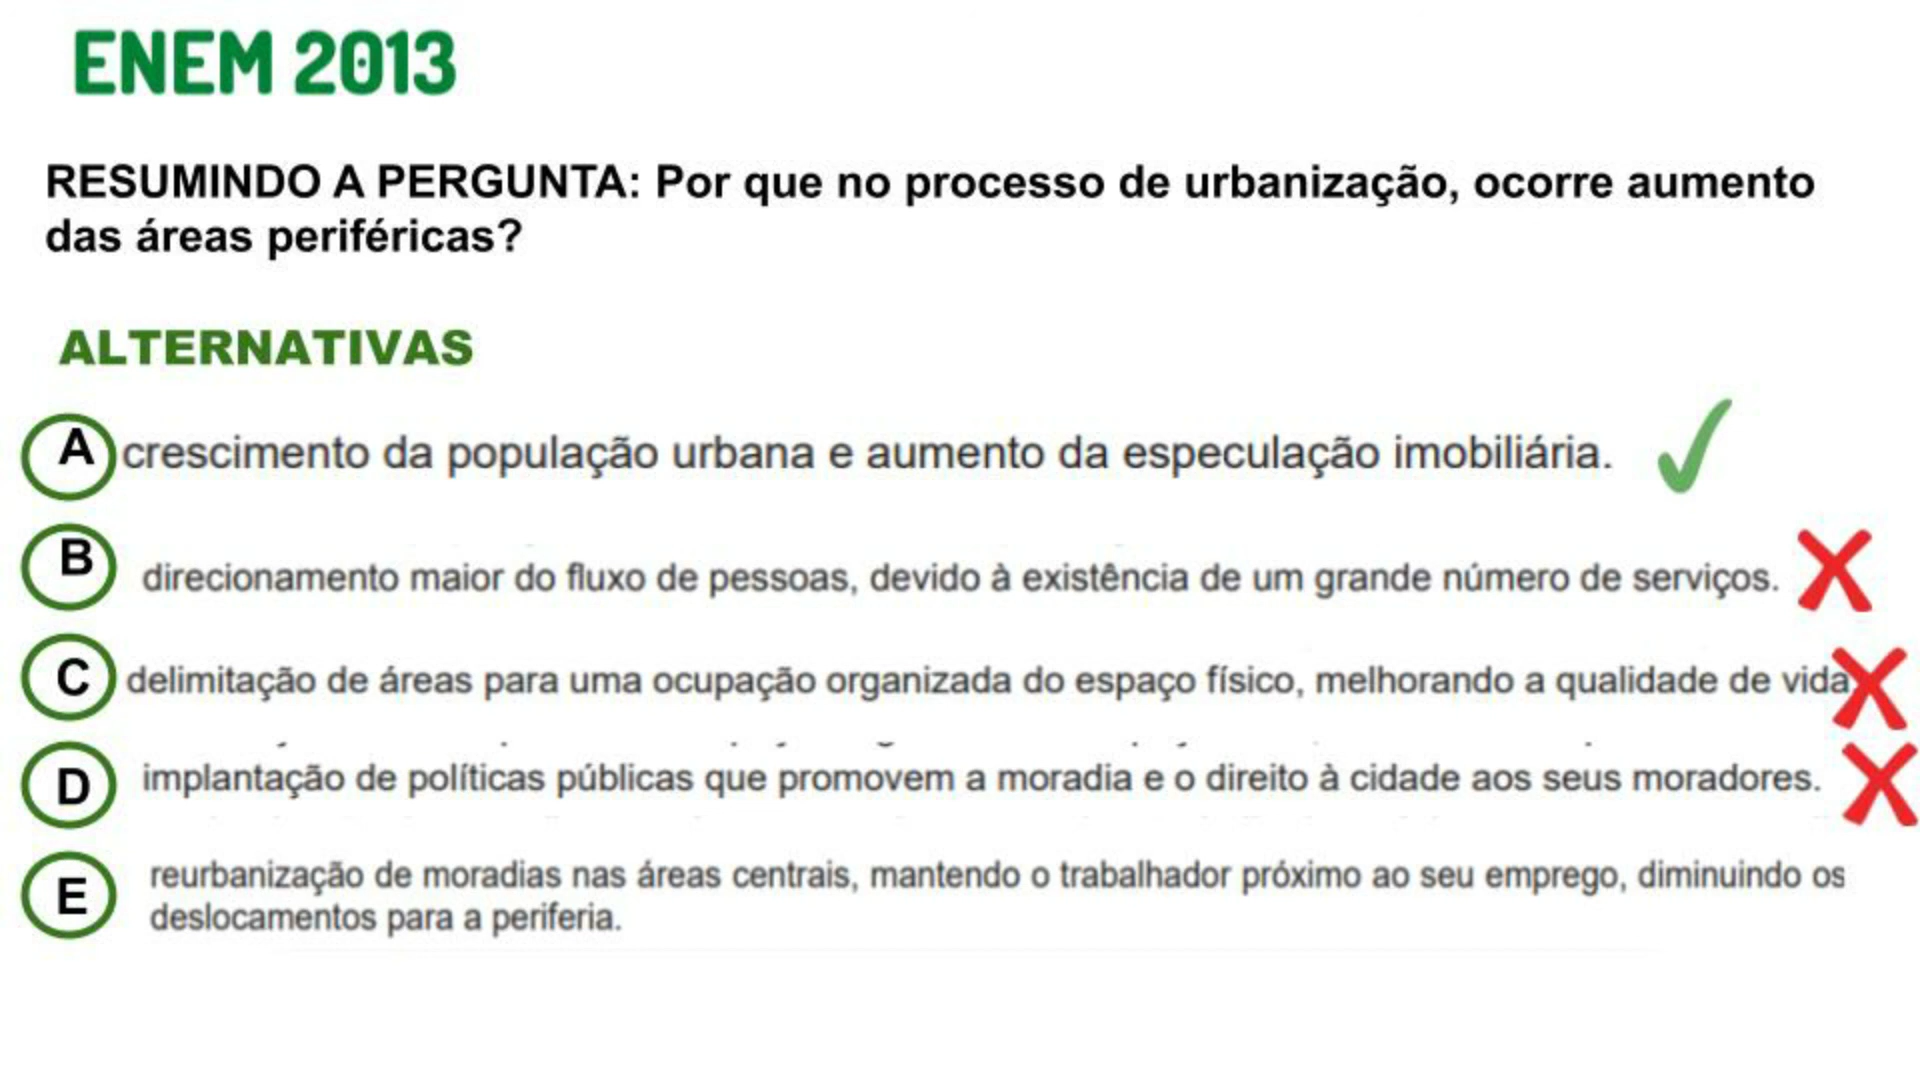 ENEM 2013
RESUMINDO A PERGUNTA: Por que no processo de urbanização, ocorre aumento
das áreas periféricas?
ALTERNATIVAS
A crescimento da população urbana e aumento da especulação imobiliária.
B direcionamento maior do fluxo de pessoas, devido à existência de um grande número de serviços.
C delimitação de áreas para uma ocupação organizada do espaço físico, melhorando a qualidade de vida
D implantação de políticas públicas que promovem a moradia e o direito à cidade aos seus moradores.
E reurbanização de moradias nas áreas centrais, mantendo o trabalhador próximo ao seu emprego, diminuindo os
deslocamentos para a periferia.